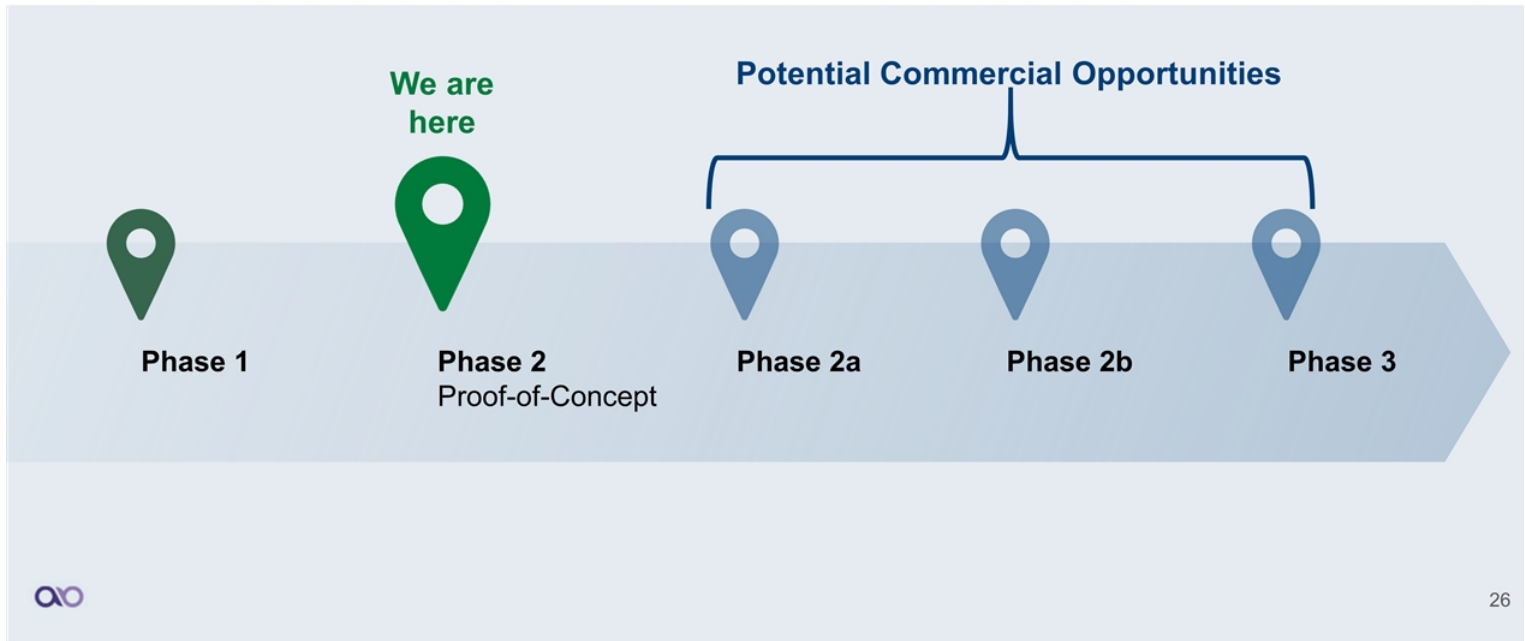 We are
here
Potential Commercial Opportunities
Phase 1
Phase 2
Proof-of-Concept
Phase 2a
Phase 2b
Phase 3
26